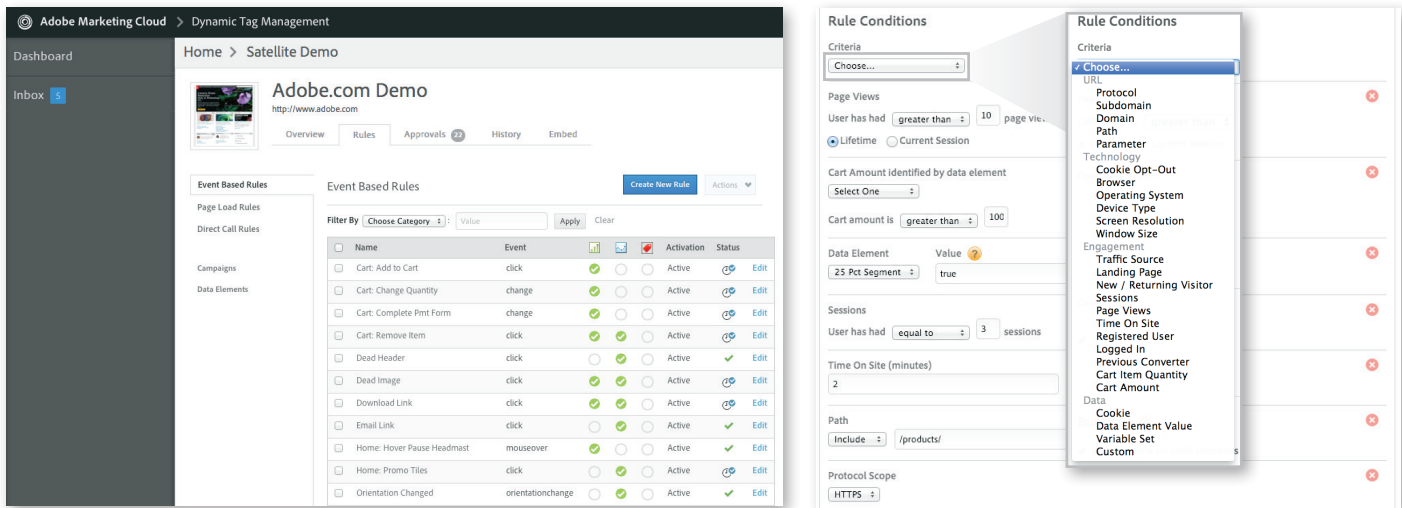 Adobe Marketing Cloud > Dynamic Tag Management
Dashboard
Inbox 5
Home > Satellite Demo
Adobe.com Demo
http://www.adobe.com
Overview Rules Approvals 22 History Embed
Event Based Rules
Page Load Rules
Direct Call Rules
Campaigns
Data Elements
Event Based Rules Create New Rule Actions
Filter By Choose Category : Value Apply Clear
Name Event Activation Status
Cart: Add to Cart click Active Edit
Cart: Change Quantity change Active Edit
Cart: Complete Pmt Form change Active Edit
Cart: Remove Item click Active Edit
Dead Header click Active Edit
Dead Image click Active Edit
Download Link click Active Edit
Email Link click Active Edit
Home: Hover Pause Headmast mouseover Active Edit
Home: Promo Tiles click Active Edit
Orientation Changed orientationchange Active Edit
Rule Conditions
Criteria
Choose...
Page Views
User has had greater than 10 page
Lifetime Current Session
Cart Amount identified by data element
Select One
Cart amount is greater than 100
Data Element Value ?
25 Pct Segment true
Sessions
User has had equal to 3 sessions
Time On Site (minutes)
2
Path
Include /products/
Protocol Scope
HTTPS
Rule Conditions
Criteria
✓ Choose...
URL
Protocol
Subdomain
Domain
Path
Parameter
Technology
Cookie Opt-Out
Browser
Operating System
Device Type
Screen Resolution
Window Size
Engagement
Traffic Source
Landing Page
New / Returning Visitor
Sessions
Page Views
Time On Site
Registered User
Logged In
Previous Converter
Cart Item Quantity
Cart Amount
Data
Cookie
Data Element Value
Variable Set
Custom